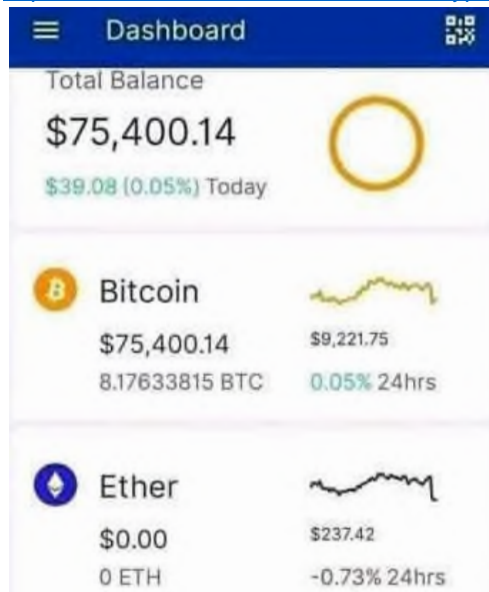 Dashboard
Total Balance
$75,400.14
$39.08 (0.05%) Today
Bitcoin
$75,400.14
$9,221.75
8.17633815 BTC
0.05% 24hrs
Ether
$0.00
$237.42
0 ETH
-0.73% 24hrs